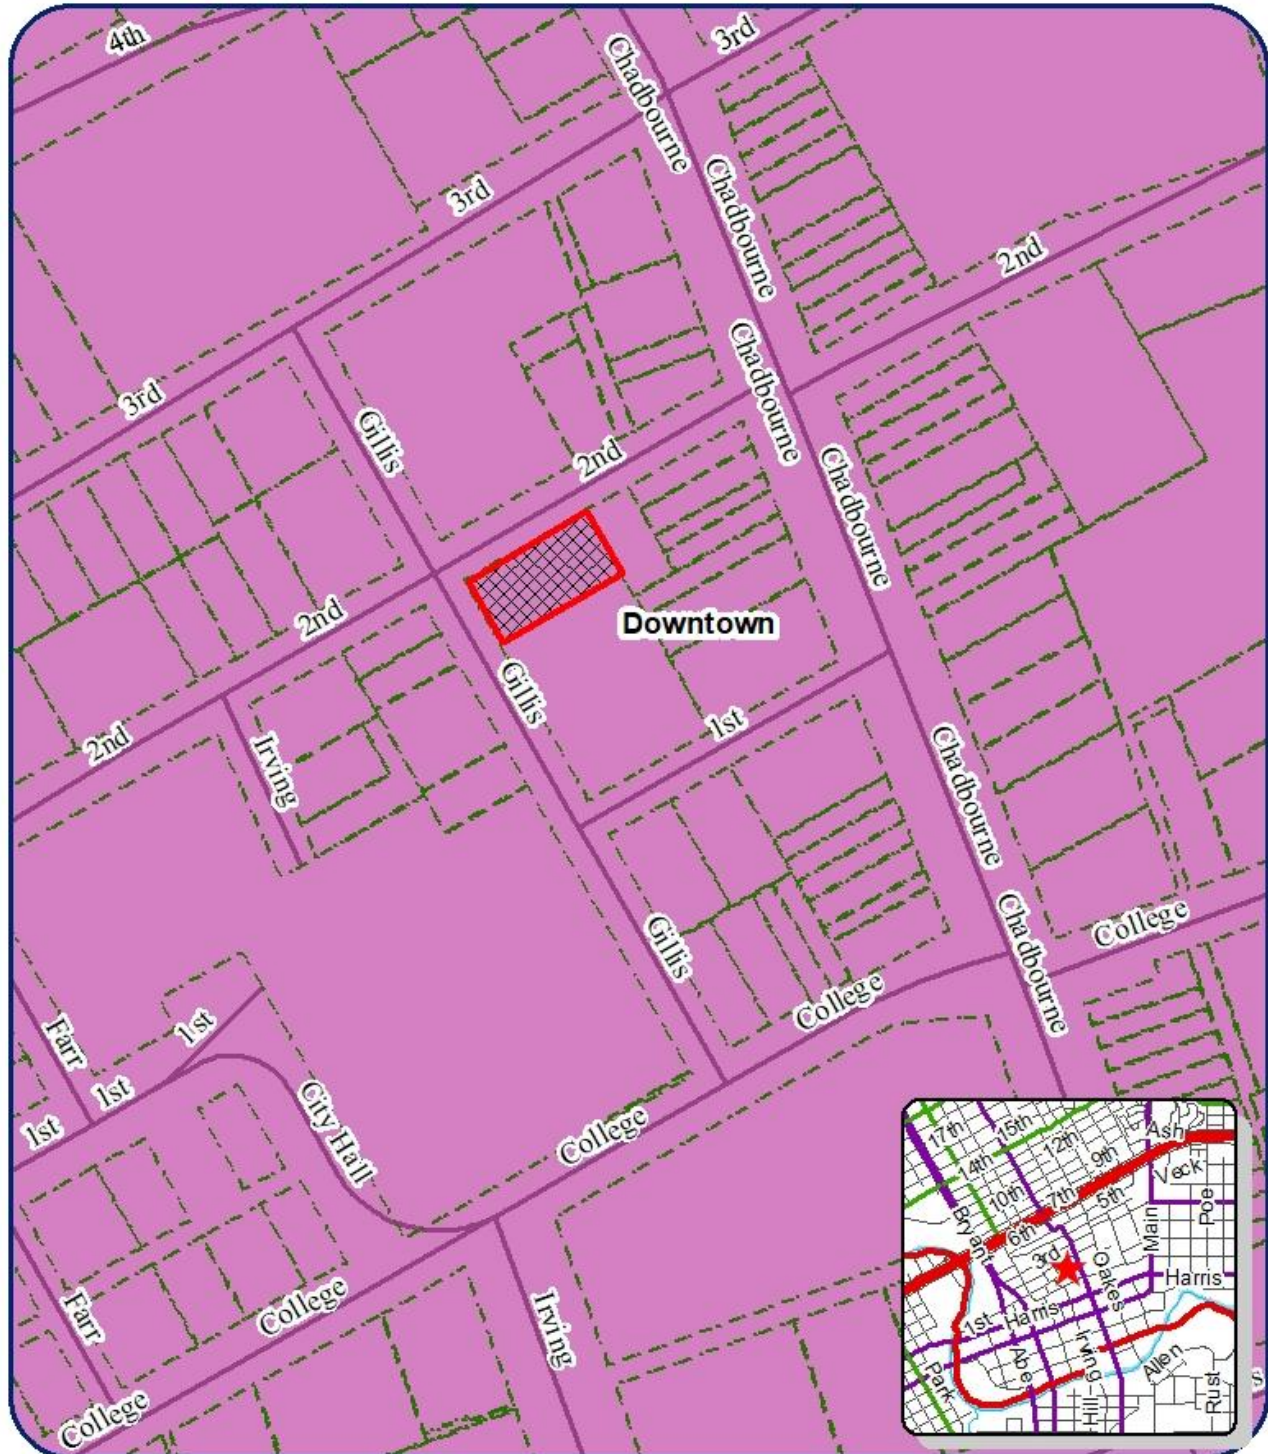 4th
3rd
Chadbourne
3rd
Chadbourne
2nd
3rd
Chadbourne
Gillis
2nd
Chadbourne
2nd
Downtown
Gillis
1st
2nd
Irving
Chadbourne
Gillis
College
Chadbourne
College
1st
Farr
1st
1st
City Hall
College
Farr
College
Irving
College
17th
15th
12th
Ash
9th
Veck
14th
10th
7th
5th
Poe
Bryant
6th
Main
3rd
Oakes
Harris
1st
Harris
Irving
Allen
Abe
Park
Hill
Rust
s